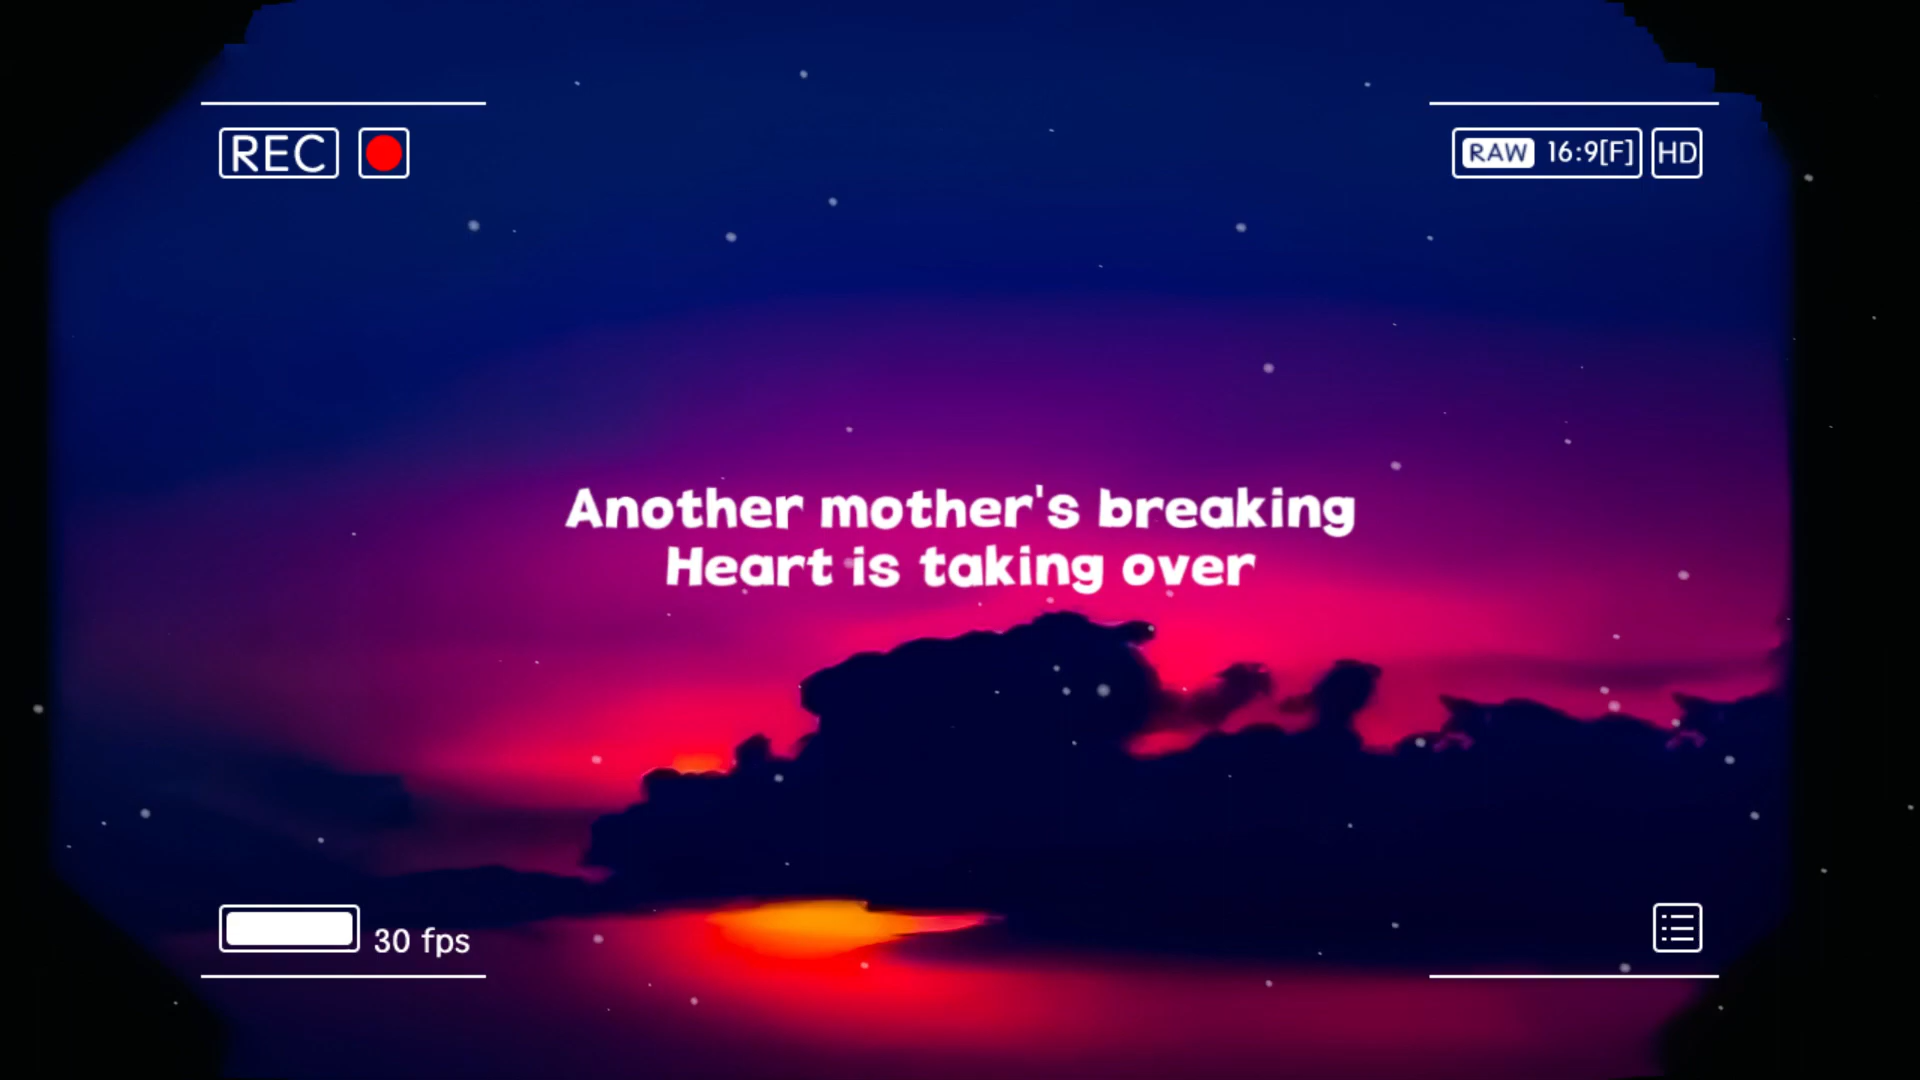 REC
RAW 16:9[F] HD
Another mother's breaking
Heart is taking over
30 fps